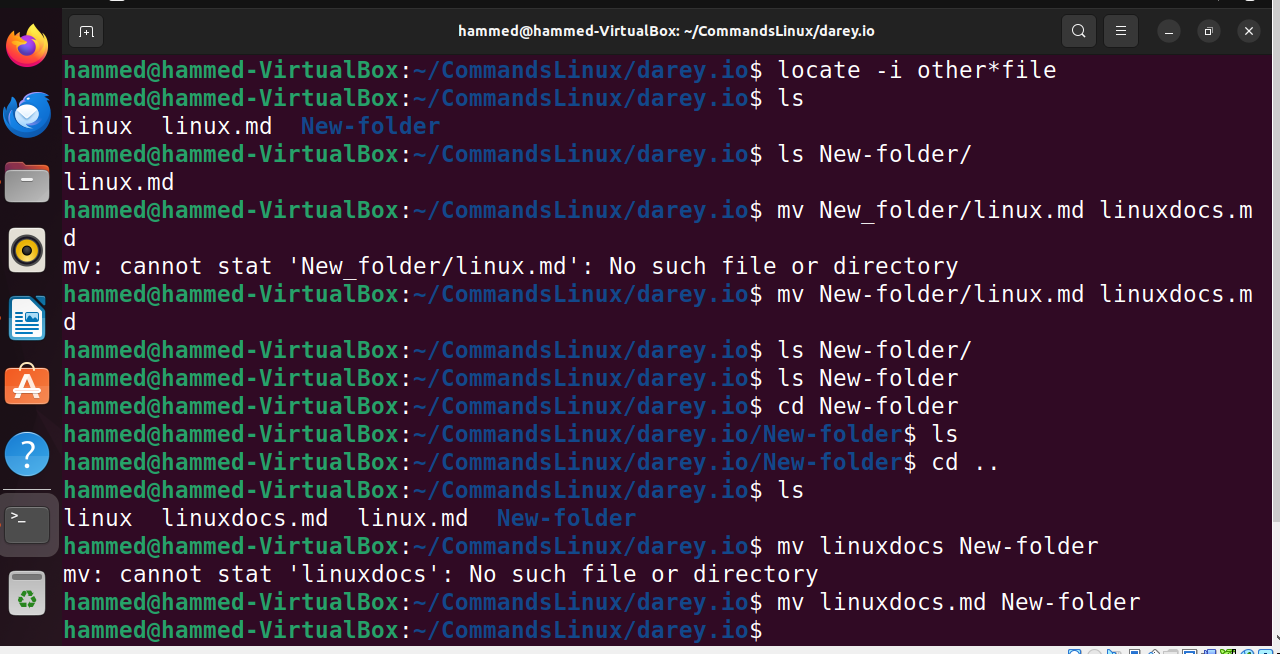 hammed@hammed-VirtualBox: ~/CommandsLinux/darey.io
hammed@hammed-VirtualBox:~/CommandsLinux/darey.io$ locate -i other*file
hammed@hammed-VirtualBox:~/CommandsLinux/darey.io$ ls
linux  linux.md  New-folder
hammed@hammed-VirtualBox:~/CommandsLinux/darey.io$ ls New-folder/
linux.md
hammed@hammed-VirtualBox:~/CommandsLinux/darey.io$ mv New_folder/linux.md linuxdocs.m
d
mv: cannot stat 'New_folder/linux.md': No such file or directory
hammed@hammed-VirtualBox:~/CommandsLinux/darey.io$ mv New-folder/linux.md linuxdocs.m
d
hammed@hammed-VirtualBox:~/CommandsLinux/darey.io$ ls New-folder/
hammed@hammed-VirtualBox:~/CommandsLinux/darey.io$ ls New-folder
hammed@hammed-VirtualBox:~/CommandsLinux/darey.io$ cd New-folder
hammed@hammed-VirtualBox:~/CommandsLinux/darey.io/New-folder$ ls
hammed@hammed-VirtualBox:~/CommandsLinux/darey.io/New-folder$ cd ..
hammed@hammed-VirtualBox:~/CommandsLinux/darey.io$ ls
linux  linuxdocs.md  linux.md  New-folder
hammed@hammed-VirtualBox:~/CommandsLinux/darey.io$ mv linuxdocs New-folder
mv: cannot stat 'linuxdocs': No such file or directory
hammed@hammed-VirtualBox:~/CommandsLinux/darey.io$ mv linuxdocs.md New-folder
hammed@hammed-VirtualBox:~/CommandsLinux/darey.io$